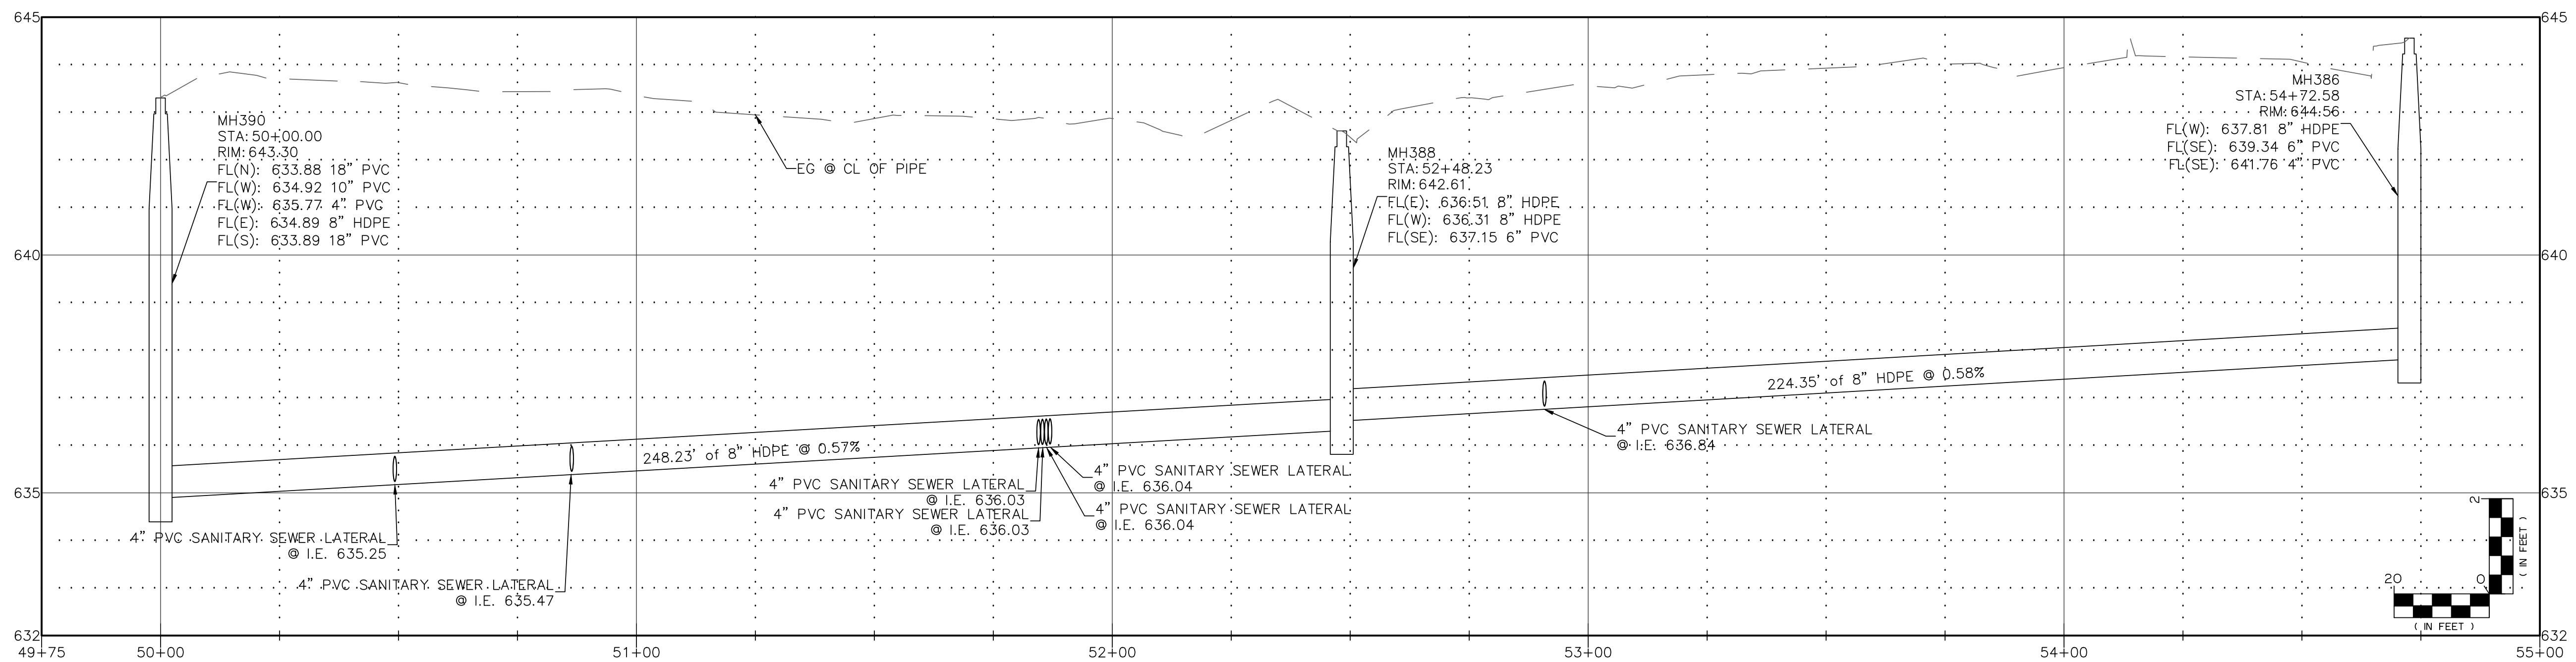 645
645
640
640
635
635
632
632
MH390
STA: 50+00.00
RIM: 643.30
FL(N): 633.88 18" PVC
FL(W): 634.92 10" PVC
FL(W): 635.77 4" PVC
FL(E): 634.89 8" HDPE
FL(S): 633.89 18" PVC
EG @ CL OF PIPE
MH388
STA: 52+48.23
RIM: 642.61
FL(E): 636.51 8" HDPE
FL(W): 636.31 8" HDPE
FL(SE): 637.15 6" PVC
MH386
STA: 54+72.58
RIM: 644.56
FL(W): 637.81 8" HDPE
FL(SE): 639.34 6" PVC
FL(SE): 641.76 4" PVC
248.23' of 8" HDPE @ 0.57%
224.35' of 8" HDPE @ 0.58%
4" PVC SANITARY SEWER LATERAL
@ I.E. 635.25
4" PVC SANITARY SEWER LATERAL
@ I.E. 635.47
4" PVC SANITARY SEWER LATERAL
@ I.E. 636.03
4" PVC SANITARY SEWER LATERAL
@ I.E. 636.03
4" PVC SANITARY SEWER LATERAL
@ I.E. 636.04
4" PVC SANITARY SEWER LATERAL
@ I.E. 636.04
4" PVC SANITARY SEWER LATERAL
@ I.E. 636.84
2
( IN FEET )
20
0
( IN FEET )
49+75
50+00
51+00
52+00
53+00
54+00
55+00